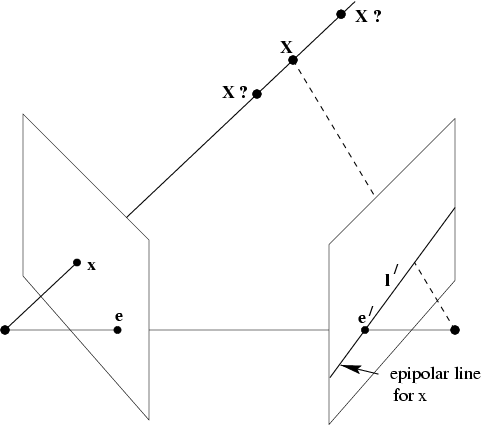 X ?
X
X ?
x
e
l /
e /
epipolar line
for x